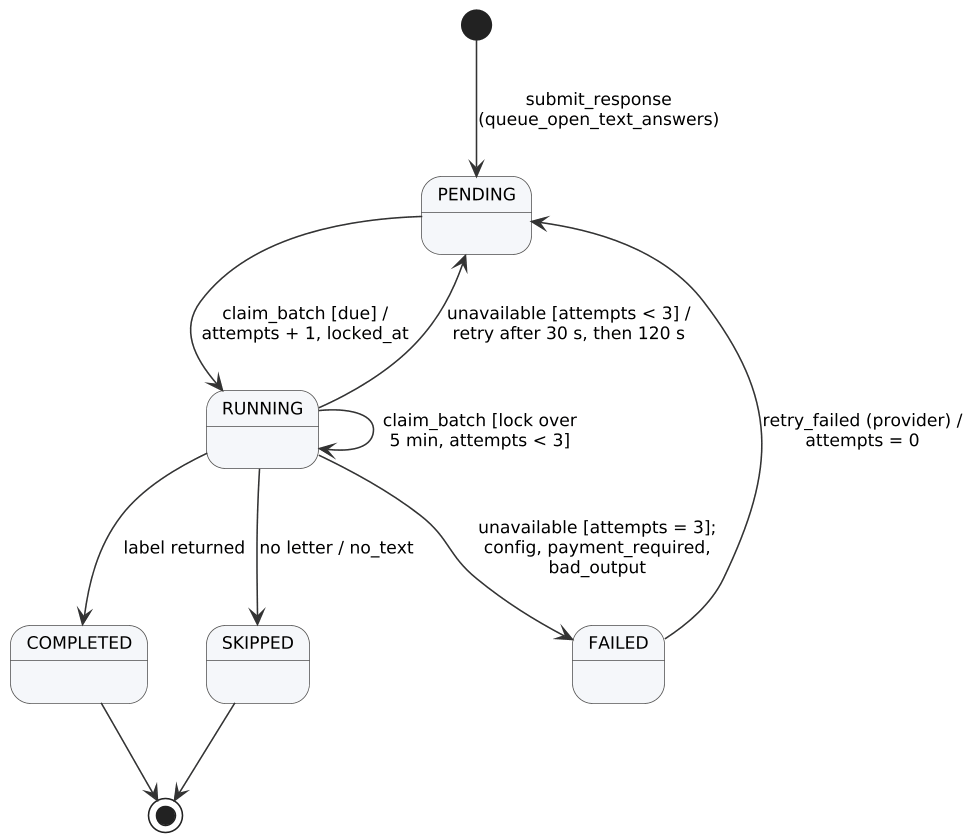 submit_response
(queue_open_text_answers)
PENDING
claim_batch [due] /
attempts + 1, locked_at
unavailable [attempts < 3] /
retry after 30 s, then 120 s
RUNNING
claim_batch [lock over
5 min, attempts < 3]
retry_failed (provider) /
attempts = 0
label returned
no letter / no_text
unavailable [attempts = 3];
config, payment_required,
bad_output
COMPLETED
SKIPPED
FAILED